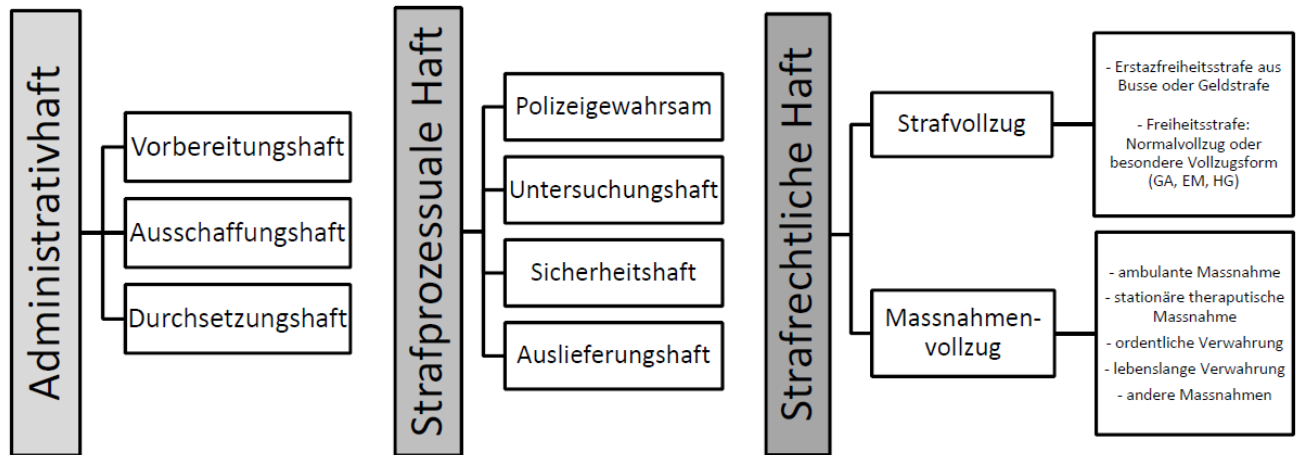 Administrativhaft
Vorbereitungshaft
Ausschaffungshaft
Durchsetzungshaft
Strafprozessuale Haft
Polizeigewahrsam
Untersuchungshaft
Sicherheitshaft
Auslieferungshaft
Strafrechtliche Haft
Strafvollzug
- Erstazfreiheitsstrafe aus
Busse oder Geldstrafe
- Freiheitsstrafe:
Normalvollzug oder
besondere Vollzugsform
(GA, EM, HG)
Massnahmen-
vollzug
- ambulante Massnahme
- stationäre theraputische
Massnahme
- ordentliche Verwahrung
- lebenslange Verwahrung
- andere Massnahmen